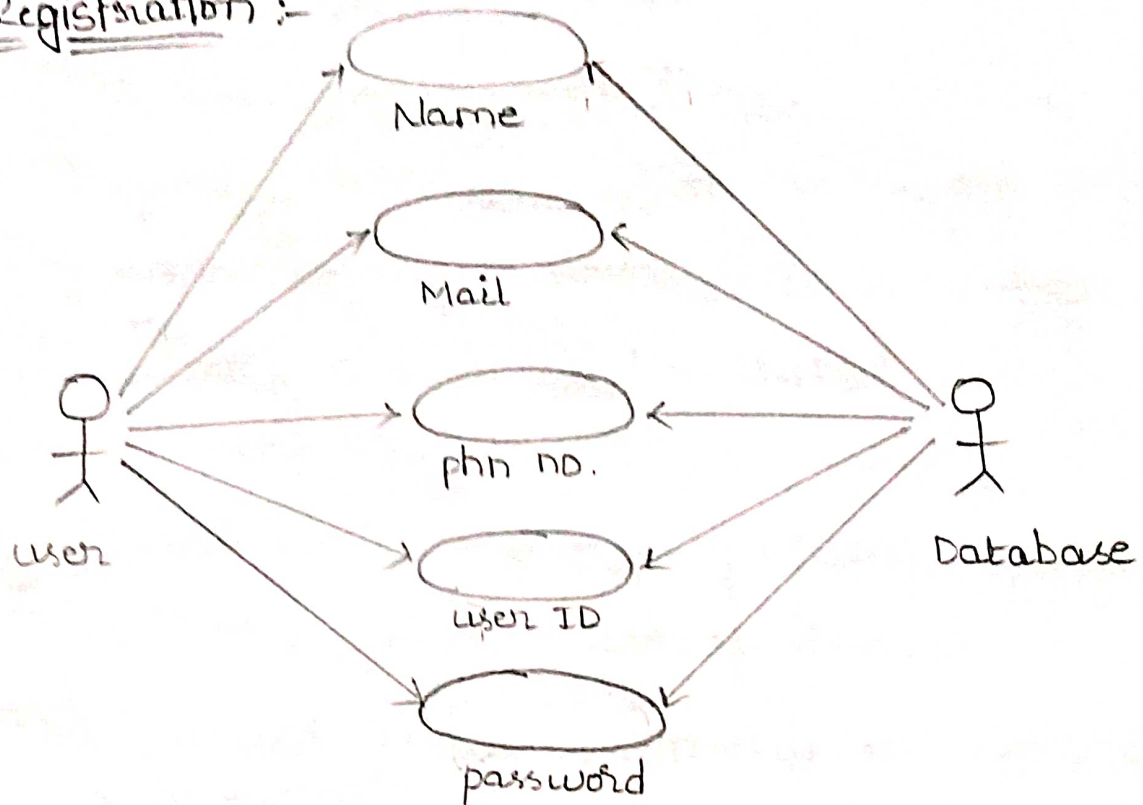 Registration :-
Name
Mail
phn no.
user
Database
user ID
password